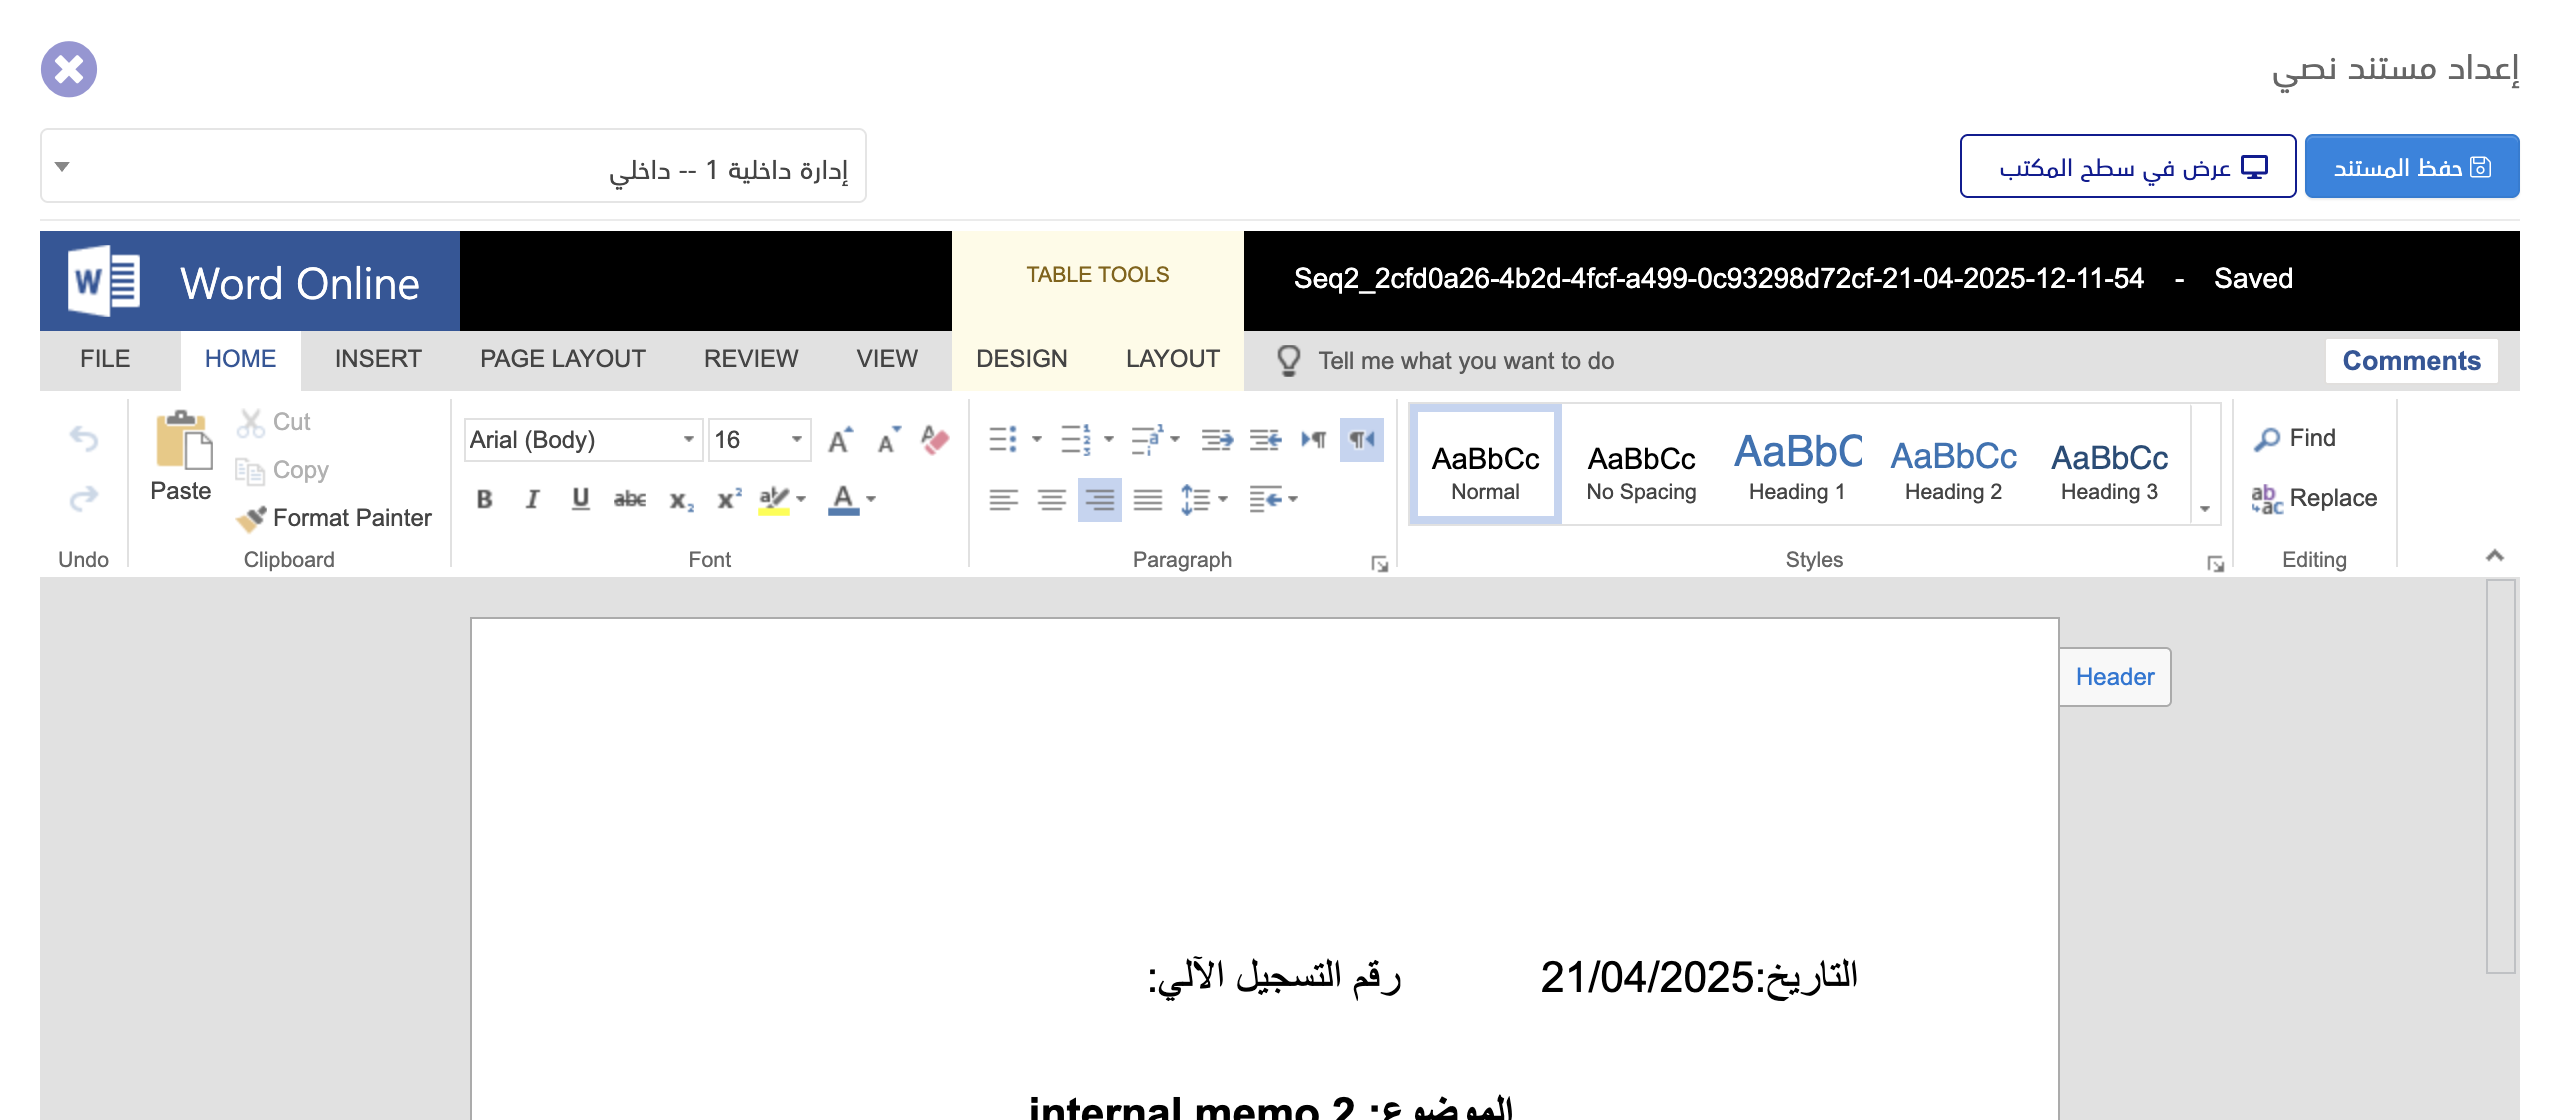 إعداد مستند نصي
حفظ المستند
عرض في سطح المكتب
إدارة داخلية 1 -- داخلي
Word Online
TABLE TOOLS
Seq2_2cfd0a26-4b2d-4fcf-a499-0c93298d72cf-21-04-2025-12-11-54 - Saved
FILE HOME INSERT PAGE LAYOUT REVIEW VIEW DESIGN LAYOUT Tell me what you want to do Comments
Paste
Cut
Copy
Format Painter
Arial (Body) 16
AaBbCc AaBbCc AaBbC AaBbCc AaBbCc
Normal No Spacing Heading 1 Heading 2 Heading 3
Find
Replace
Undo Clipboard Font Paragraph Styles Editing
Header
التاريخ:21/04/2025 رقم التسجيل الآلي:
الموضوع: internal memo 2